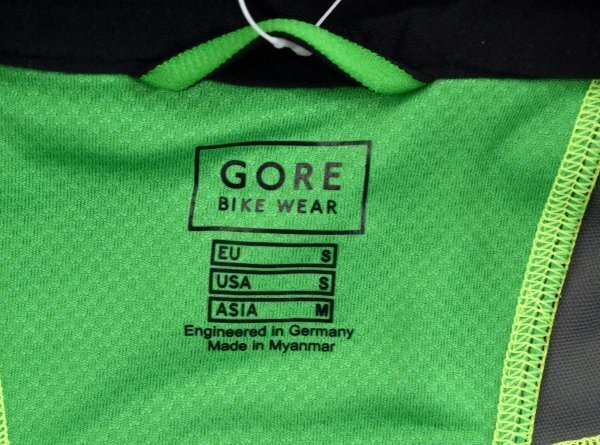 GORE
BIKE WEAR
EU S
USA S
ASIA M
Engineered in Germany
Made in Myanmar